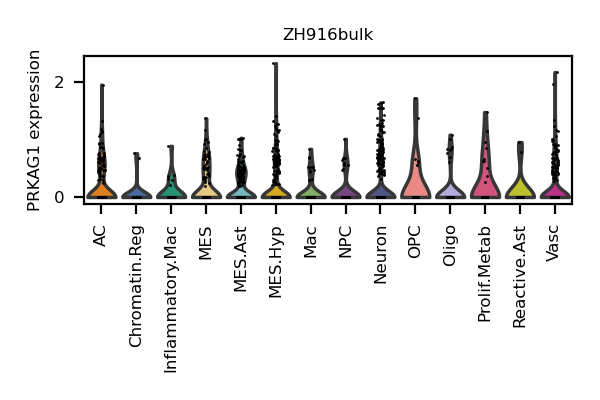 ZH916bulk
PRKAG1 expression
2
0
AC
Chromatin.Reg
Inflammatory.Mac
MES
MES.Ast
MES.Hyp
Mac
NPC
Neuron
OPC
Oligo
Prolif.Metab
Reactive.Ast
Vasc